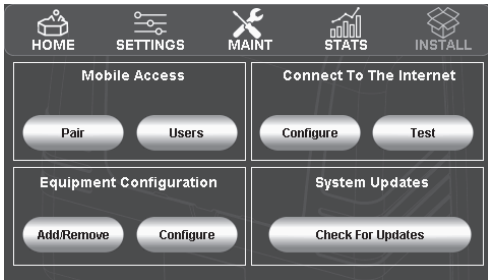 HOME SETTINGS MAINT STATS INSTALL
Mobile Access
Pair Users
Connect To The Internet
Configure Test
Equipment Configuration
Add/Remove Configure
System Updates
Check For Updates